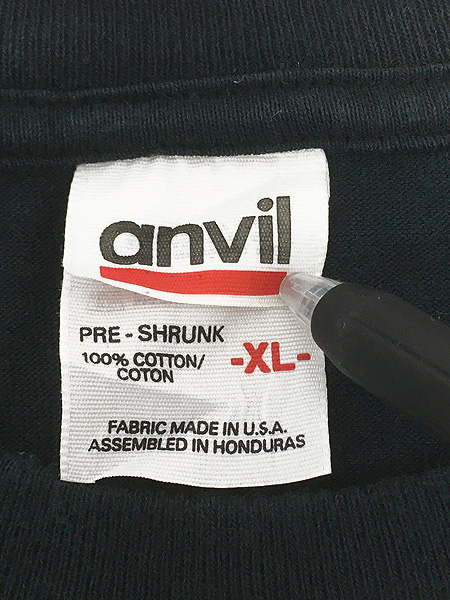 anvil
PRE - SHRUNK
100% COTTON/
COTON
-XL-
FABRIC MADE IN U.S.A.
ASSEMBLED IN HONDURAS